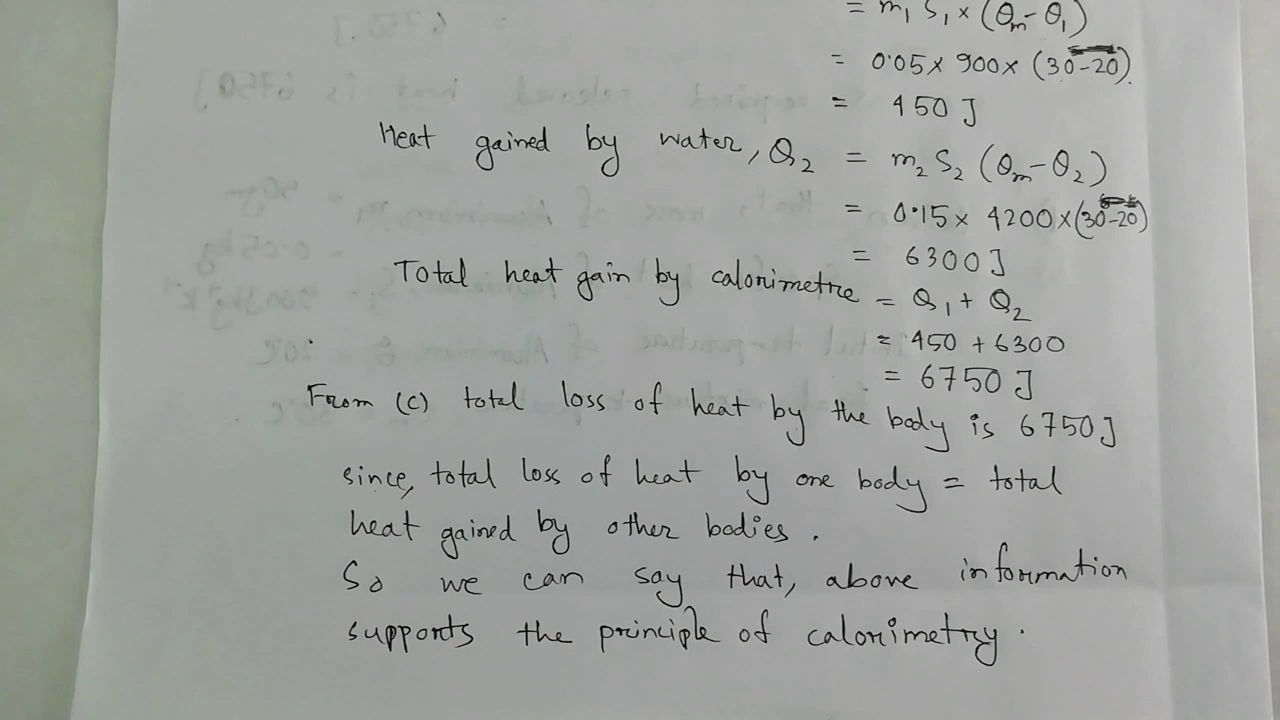 = m₁ S₁ × (θₘ - θ₁)
= 0.05 × 900 × (30-20).
= 450 J
Heat gained by water, Q₂ = m₂ S₂ (θₘ - θ₂)
= 0.15 × 4200 × (30-20)
= 6300 J
Total heat gain by calorimetre = Q₁ + Q₂
= 450 + 6300
= 6750 J
From (c) total loss of heat by the body is 6750 J
since, total loss of heat by one body = total
heat gained by other bodies.
So we can say that, above information
supports the principle of calorimetry.